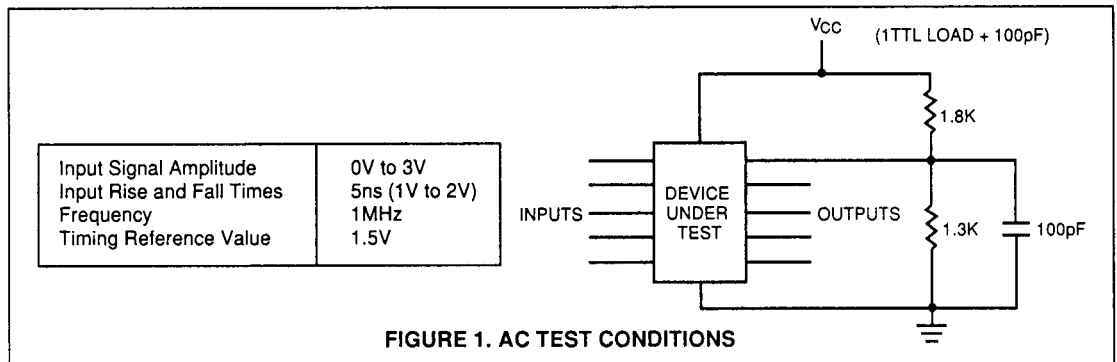 VCC
(1TTL LOAD + 100pF)
1.8K
Input Signal Amplitude 0V to 3V
Input Rise and Fall Times 5ns (1V to 2V)
Frequency 1MHz
Timing Reference Value 1.5V
INPUTS
DEVICE
UNDER
TEST
OUTPUTS
1.3K
100pF
FIGURE 1. AC TEST CONDITIONS